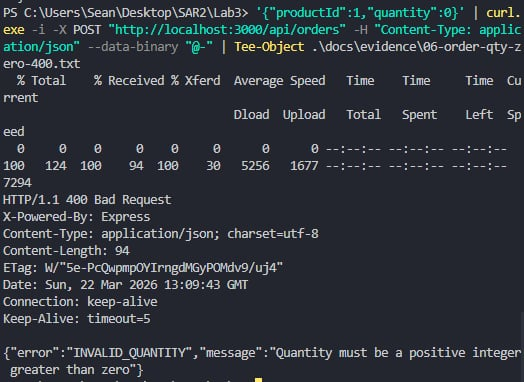 PS C:\Users\Sean\Desktop\SAR2\Lab3> '{"productId":1,"quantity":0}' | curl.
exe -i -X POST "http://localhost:3000/api/orders" -H "Content-Type: applic
ation/json" --data-binary "@-" | Tee-Object .\docs\evidence\06-order-qty-z
ero-400.txt
  % Total    % Received % Xferd  Average Speed   Time    Time     Time  Cu
rrent
                                 Dload  Upload   Total   Spent    Left  Sp
eed
  0     0    0     0    0     0      0      0 --:--:-- --:--:-- --:--:--
100   124  100    94  100    30   5256   1677 --:--:-- --:--:-- --:--:--
7294
HTTP/1.1 400 Bad Request
X-Powered-By: Express
Content-Type: application/json; charset=utf-8
Content-Length: 94
ETag: W/"5e-PcQwpmpOYIrngdMGyPOMdv9/uj4"
Date: Sun, 22 Mar 2026 13:09:43 GMT
Connection: keep-alive
Keep-Alive: timeout=5

{"error":"INVALID_QUANTITY","message":"Quantity must be a positive integer
 greater than zero"}